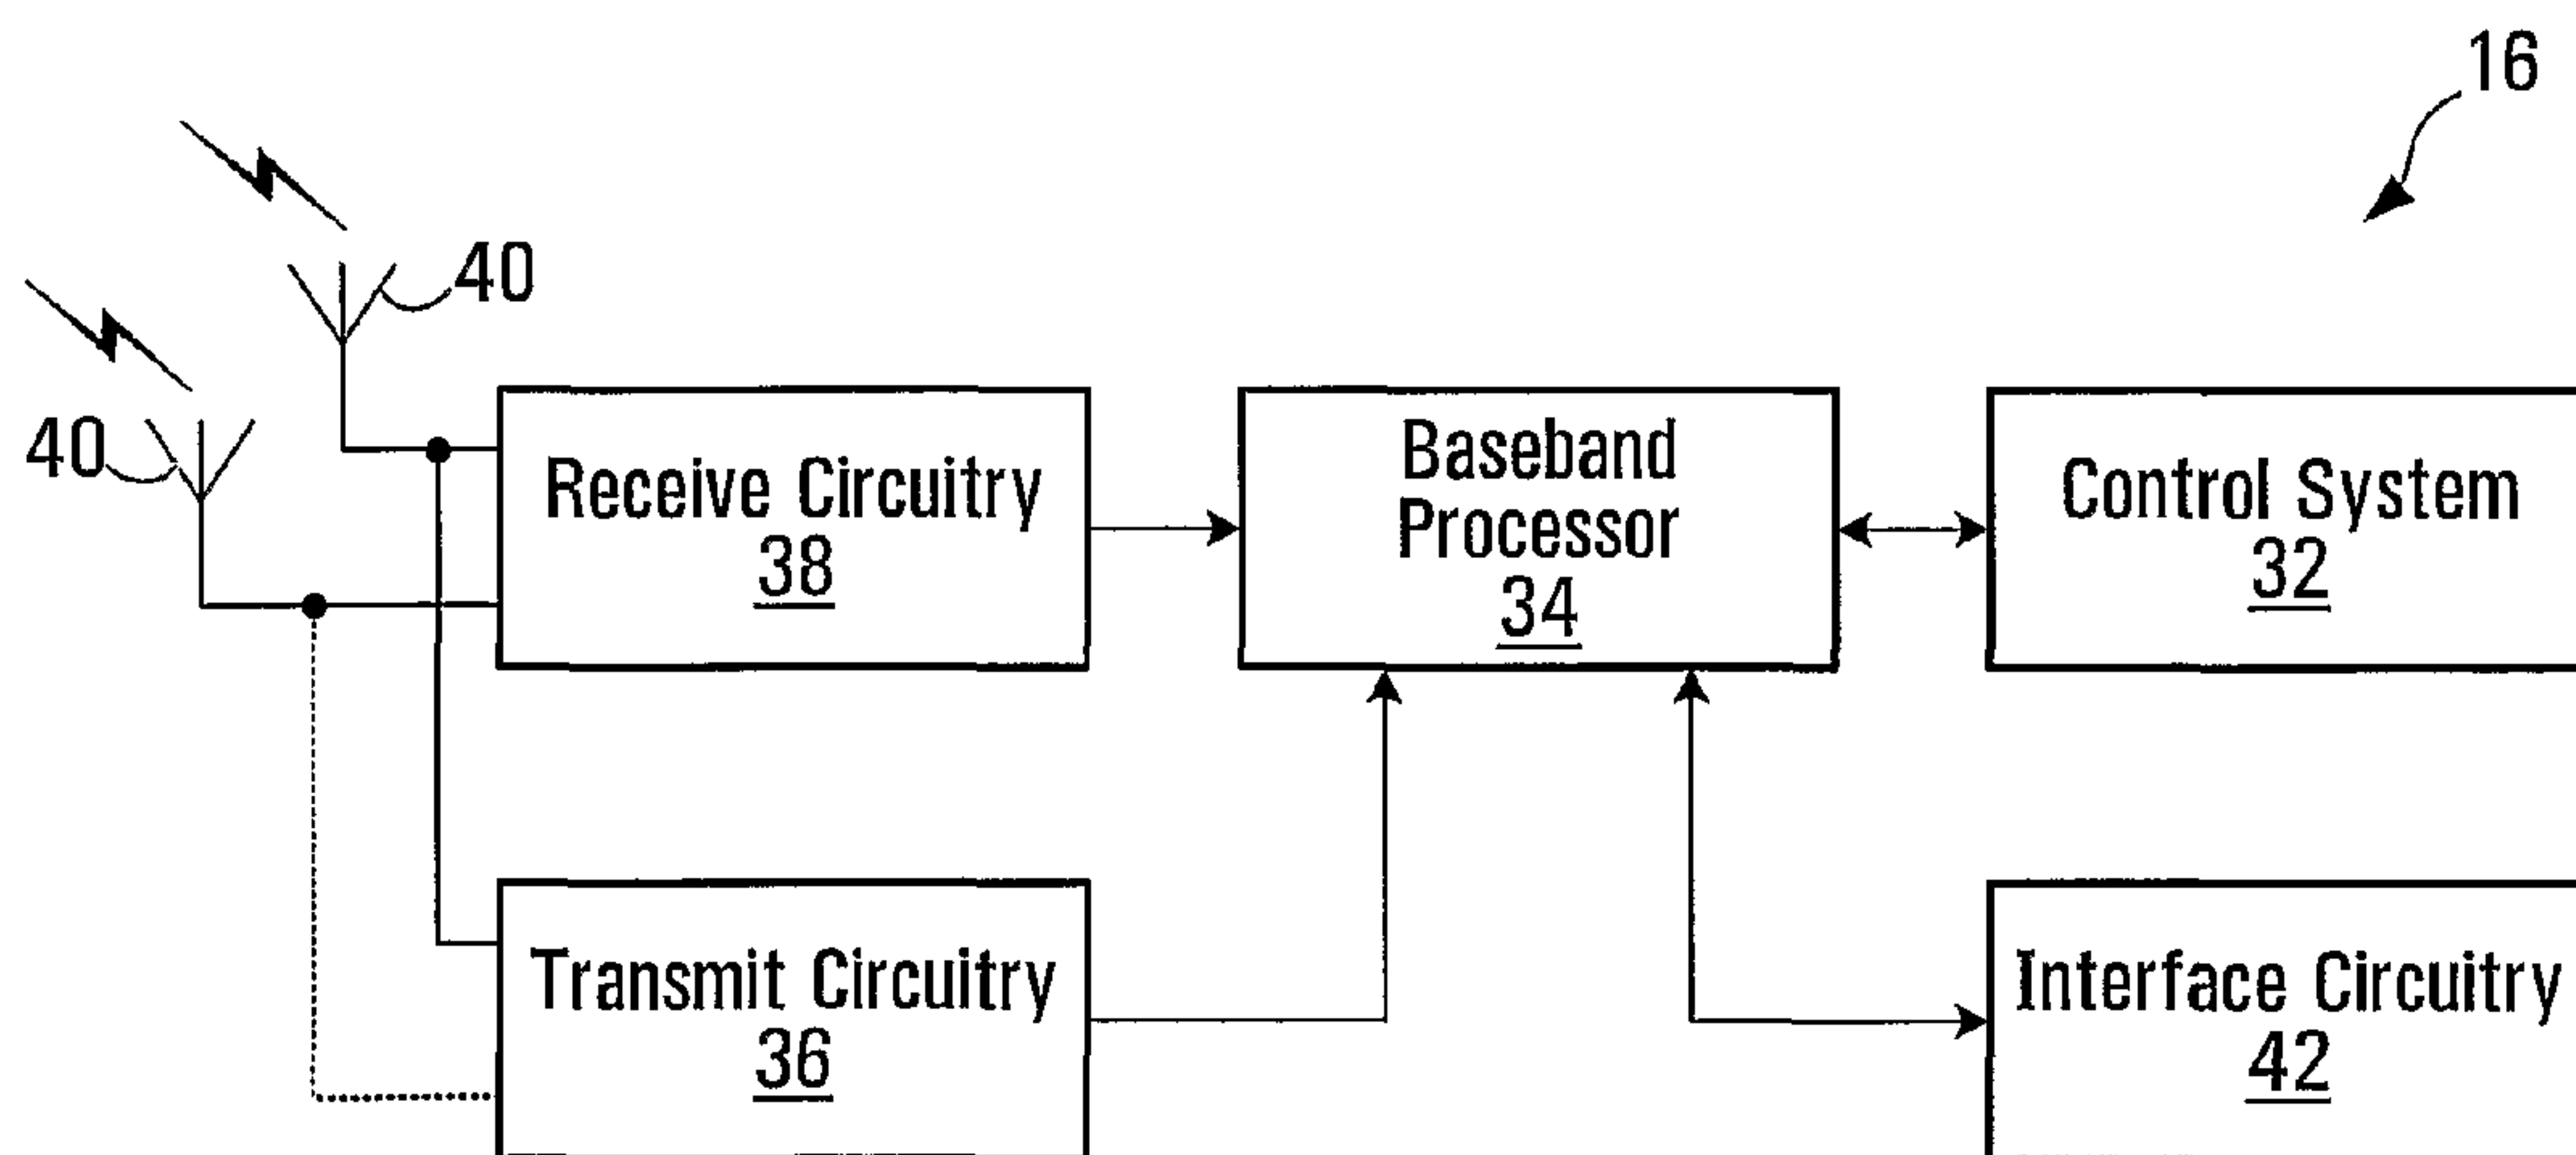 16
40
40
Receive Circuitry
38
Baseband
Processor
34
Control System
32
Transmit Circuitry
36
Interface Circuitry
42